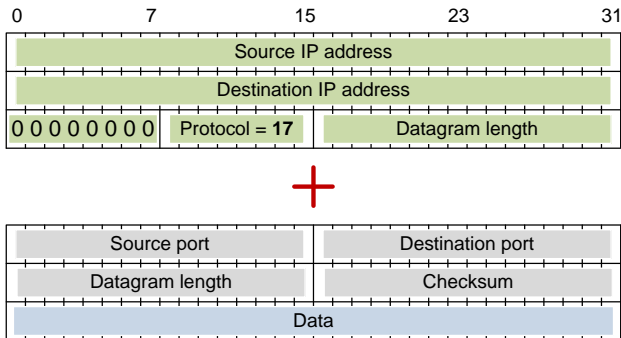 0 7 15 23 31
Source IP address
Destination IP address
0 0 0 0 0 0 0 0 Protocol = 17 Datagram length
Source port Destination port
Datagram length Checksum
Data